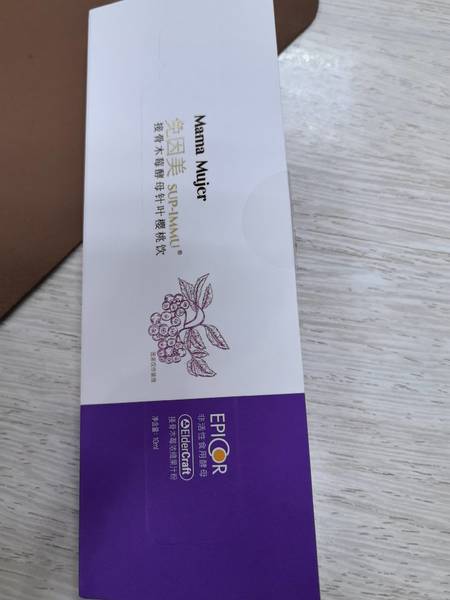 Mama Mujer
免因美 SUP-IMMU®
接骨木莓酵母针叶樱桃饮
EPICOR
非活性食用酵母
ElderCraft
接骨木莓浓缩果汁粉
净含量: 10ml